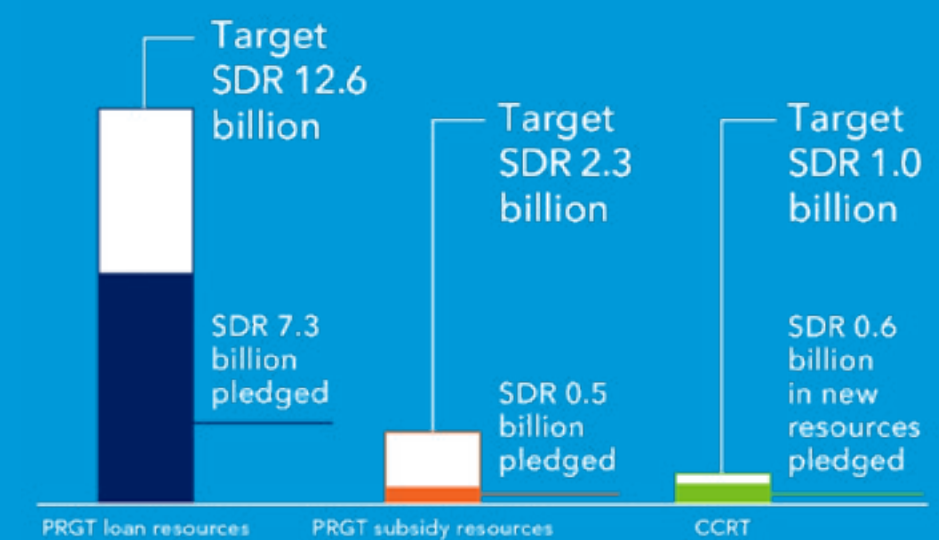 Target
SDR 12.6
billion
SDR 7.3
billion
pledged
Target
SDR 2.3
billion
SDR 0.5
billion
pledged
Target
SDR 1.0
billion
SDR 0.6
billion
in new
resources
pledged
PRGT loan resources
PRGT subsidy resources
CCRT